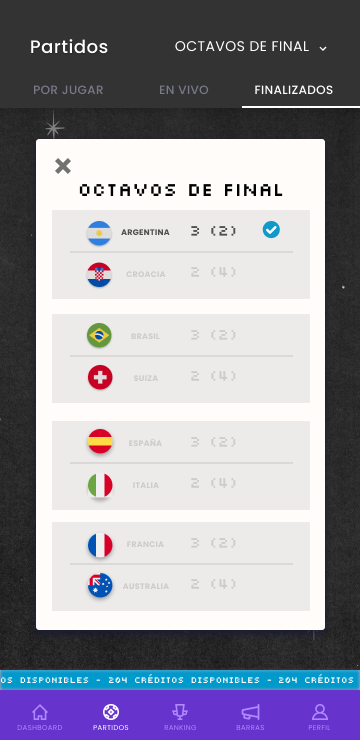 Partidos
OCTAVOS DE FINAL
POR JUGAR
EN VIVO
FINALIZADOS
OCTAVOS DE FINAL
ARGENTINA 3 (2)
CROACIA 2 (4)
BRASIL 3 (2)
SUIZA 2 (4)
ESPAÑA 3 (2)
ITALIA 2 (4)
FRANCIA 3 (2)
AUSTRALIA 2 (4)
OS DISPONIBLES - 204 CRÉDITOS DISPONIBLES - 204 CRÉDITOS
DASHBOARD
PARTIDOS
RANKING
BARRAS
PERFIL